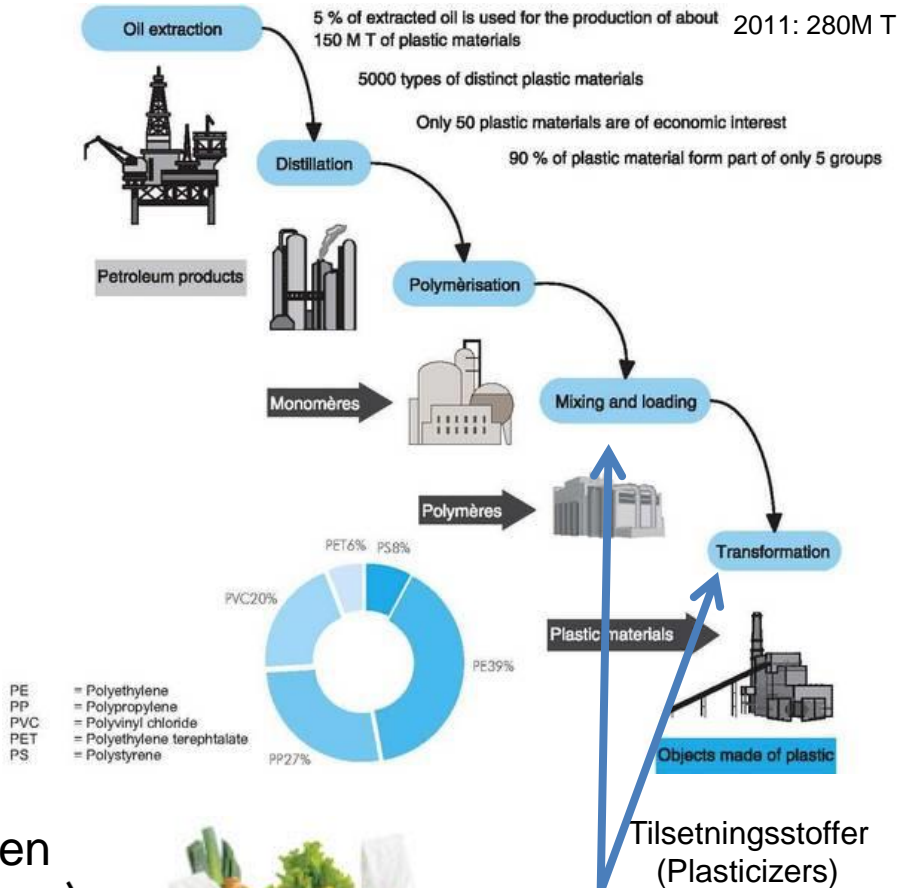 Oil extraction
5 % of extracted oil is used for the production of about
150 M T of plastic materials
2011: 280M T
5000 types of distinct plastic materials
Only 50 plastic materials are of economic interest
Distillation
90 % of plastic material form part of only 5 groups
Petroleum products
Polymèrisation
Monomères
Mixing and loading
Polymères
PET6%
PS8%
Transformation
PVC20%
Plastic materials
PE39%
PE = Polyethylene
PP = Polypropylene
PVC = Polyvinyl chloride
PET = Polyethylene terephtalate
PS = Polystyrene
PP27%
Objects made of plastic
Tilsetningsstoffer
(Plasticizers)
en
)